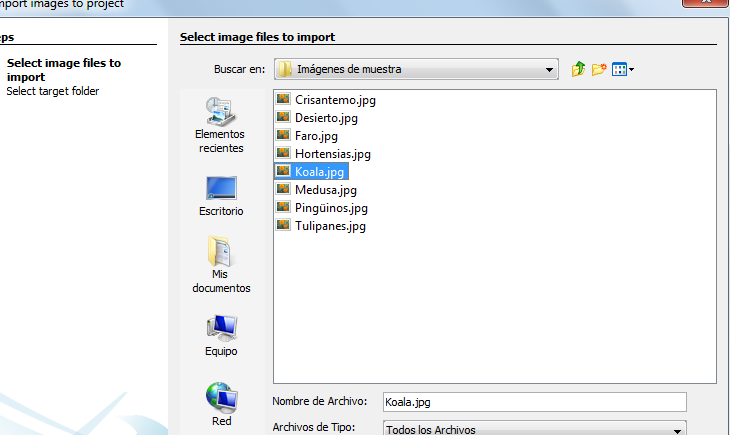 mport images to project
eps
Select image files to
import
Select target folder
Select image files to import
Buscar en:
Imágenes de muestra
Elementos
recientes
Escritorio
Mis
documentos
Equipo
Red
Crisantemo.jpg
Desierto.jpg
Faro.jpg
Hortensias.jpg
Koala.jpg
Medusa.jpg
Pingüinos.jpg
Tulipanes.jpg
Nombre de Archivo:
Koala.jpg
Archivos de Tipo:
Todos los Archivos